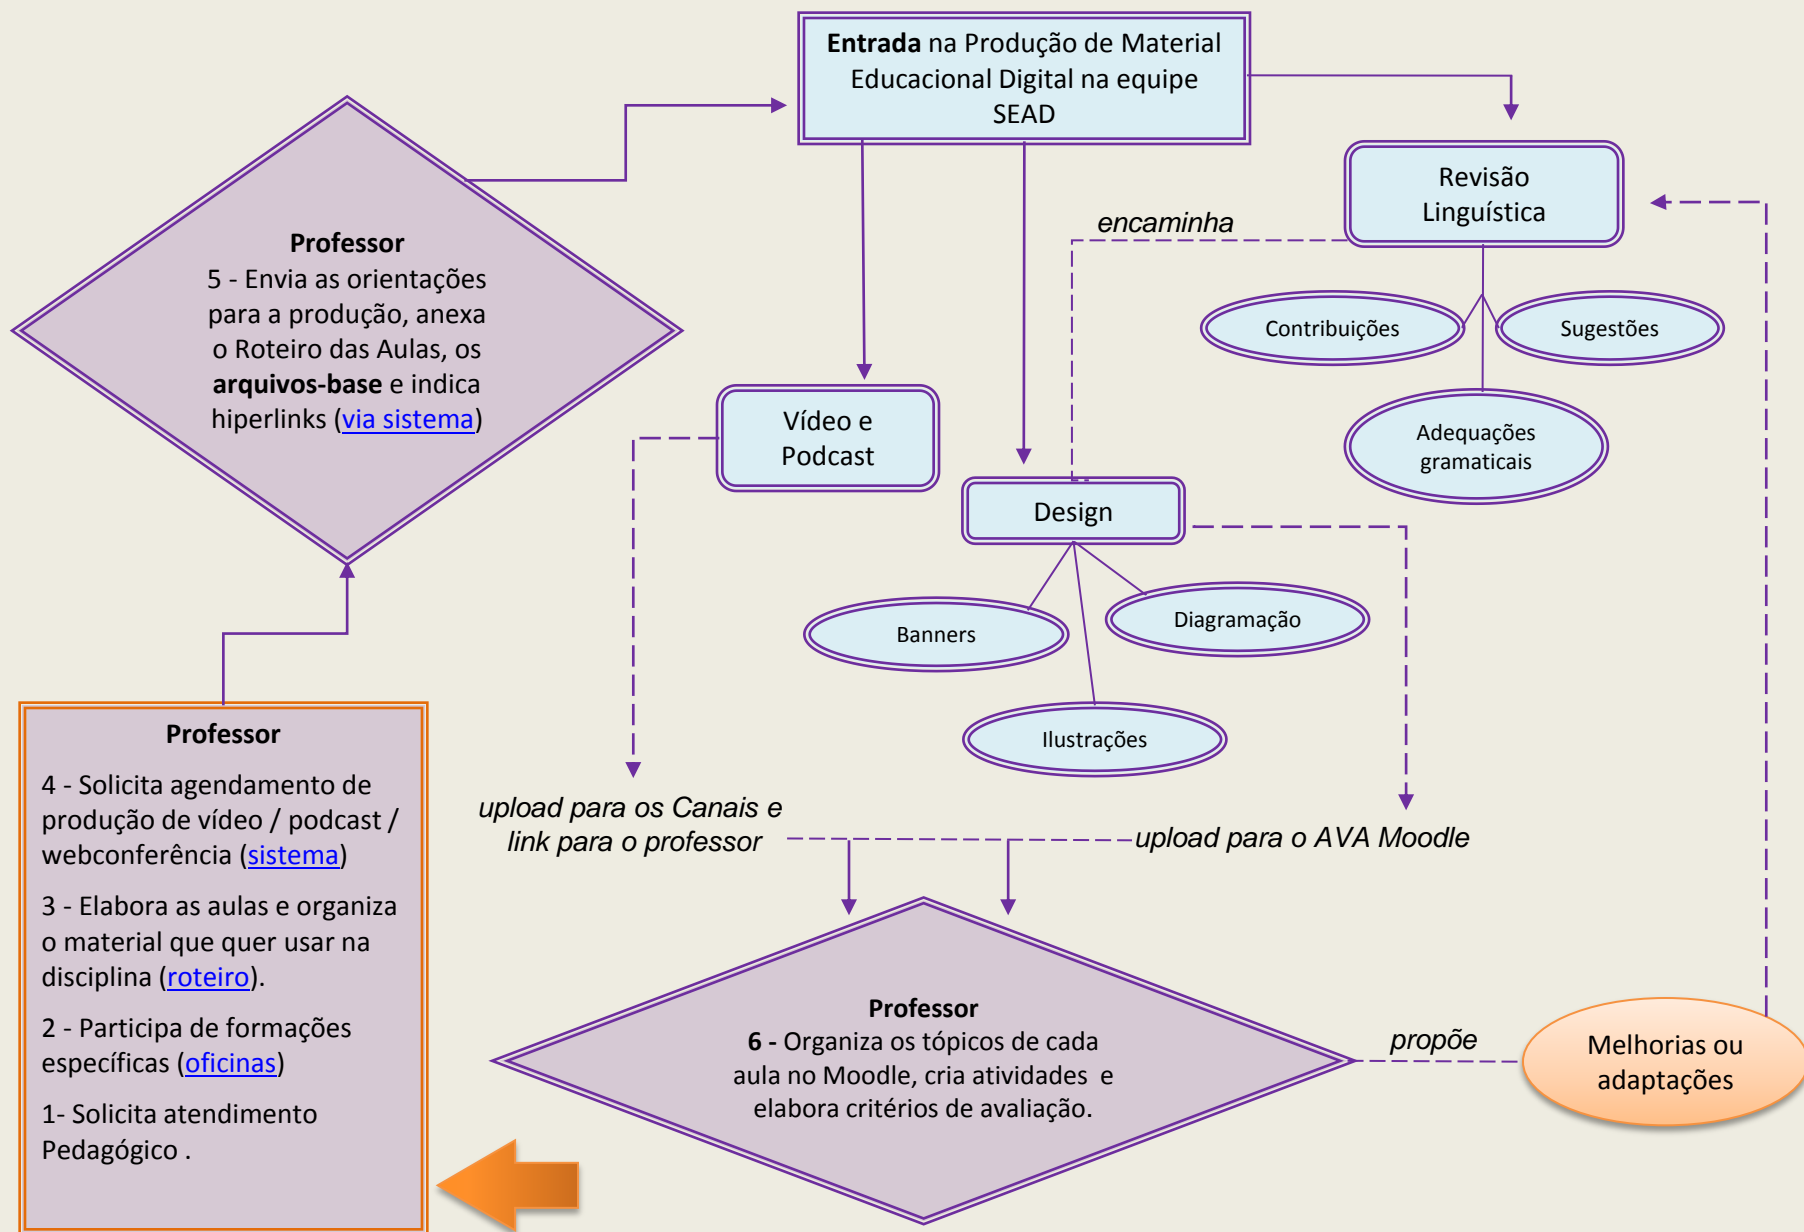 Entrada na Produção de Material
Educacional Digital na equipe
SEAD
Revisão
Linguística
encaminha
Contribuições
Sugestões
Adequações
gramaticais
Professor
5 - Envia as orientações
para a produção, anexa
o Roteiro das Aulas, os
arquivos-base e indica
hiperlinks (via sistema)
Vídeo e
Podcast
Design
Banners
Diagramação
Ilustrações
Professor
4 - Solicita agendamento de
produção de vídeo / podcast /
webconferência (sistema)
3 - Elabora as aulas e organiza
o material que quer usar na
disciplina (roteiro).
2 - Participa de formações
específicas (oficinas)
1- Solicita atendimento
Pedagógico .
upload para os Canais e
link para o professor
upload para o AVA Moodle
Professor
6 - Organiza os tópicos de cada
aula no Moodle, cria atividades e
elabora critérios de avaliação.
propõe
Melhorias ou
adaptações